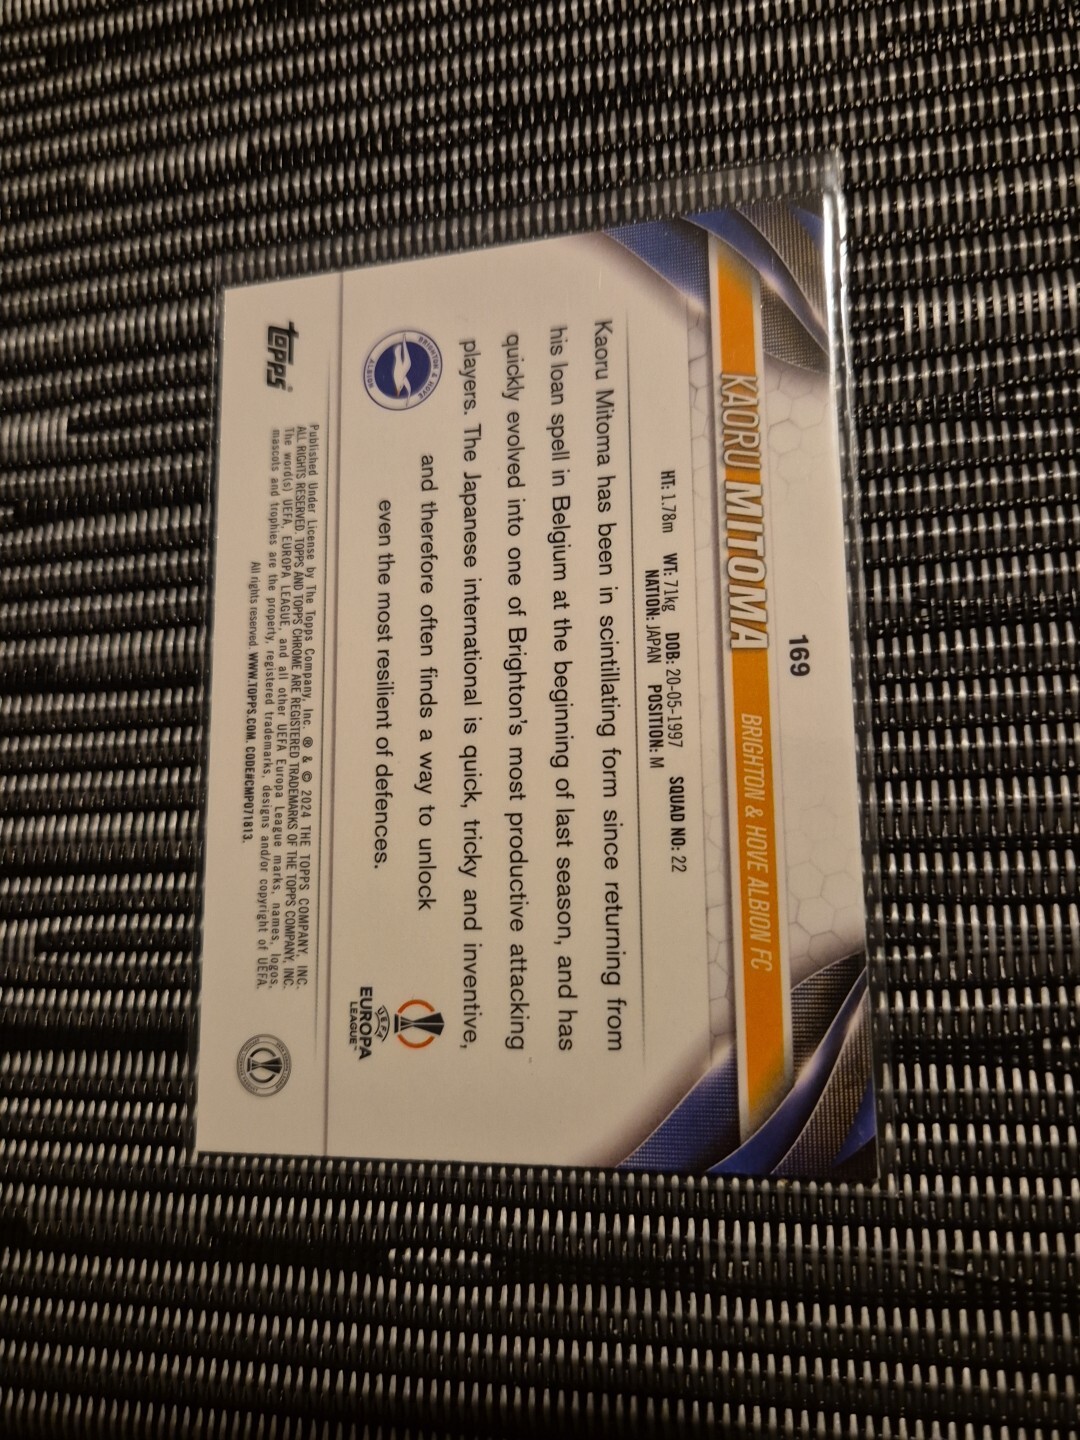 169
KAORU MITOMA BRIGHTON & HOVE ALBION FC
HT: 1.78m WT: 71kg DOB: 20-05-1997 SQUAD NO: 22
NATION: JAPAN POSITION: M
Kaoru Mitoma has been in scintillating form since returning from
his loan spell in Belgium at the beginning of last season, and has
quickly evolved into one of Brighton's most productive attacking
players. The Japanese international is quick, tricky and inventive,
and therefore often finds a way to unlock
even the most resilient of defences.
BRIGHTON & HOVE
ALBION
UEFA
EUROPA
LEAGUE™
topps®
Published Under License by The Topps Company, Inc. ® & © 2024 THE TOPPS COMPANY, INC.
ALL RIGHTS RESERVED. TOPPS AND TOPPS CHROME ARE REGISTERED TRADEMARKS OF THE TOPPS COMPANY, INC.
The word(s) UEFA, EUROPA LEAGUE, and all other UEFA Europa League marks, names, logos,
mascots and trophies are the property, registered trademarks, designs and/or copyright of UEFA.
All rights reserved. WWW.TOPPS.COM. CODE#CMP071813.